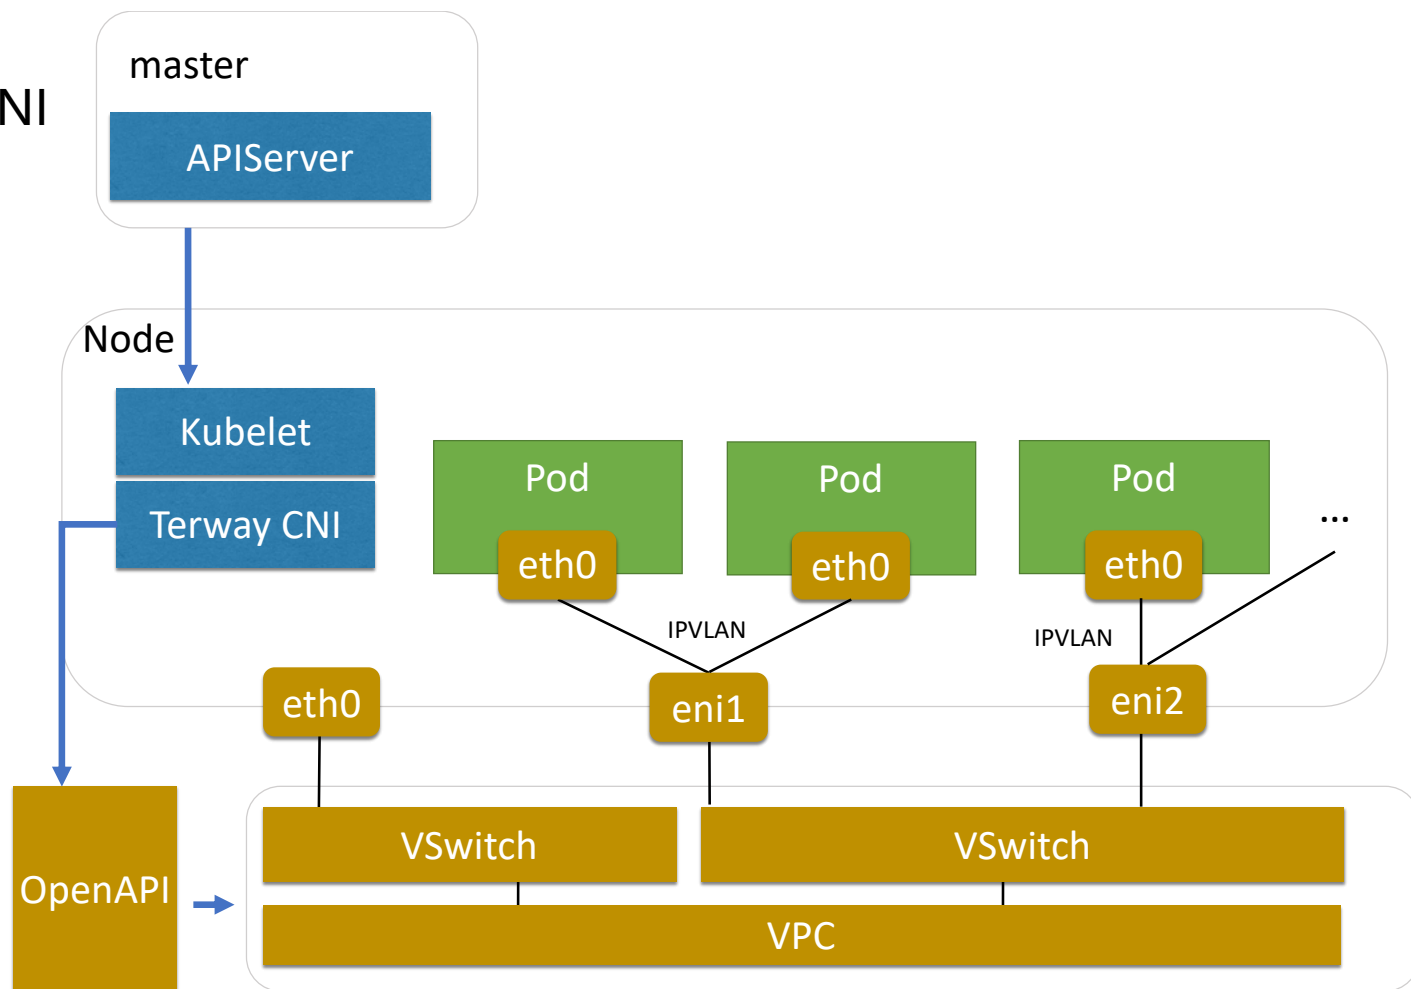 NI
master
APIServer
Node
Kubelet
Terway CNI
Pod
Pod
Pod
...
eth0
eth0
eth0
IPVLAN
IPVLAN
eth0
eni1
eni2
OpenAPI
VSwitch
VSwitch
VPC